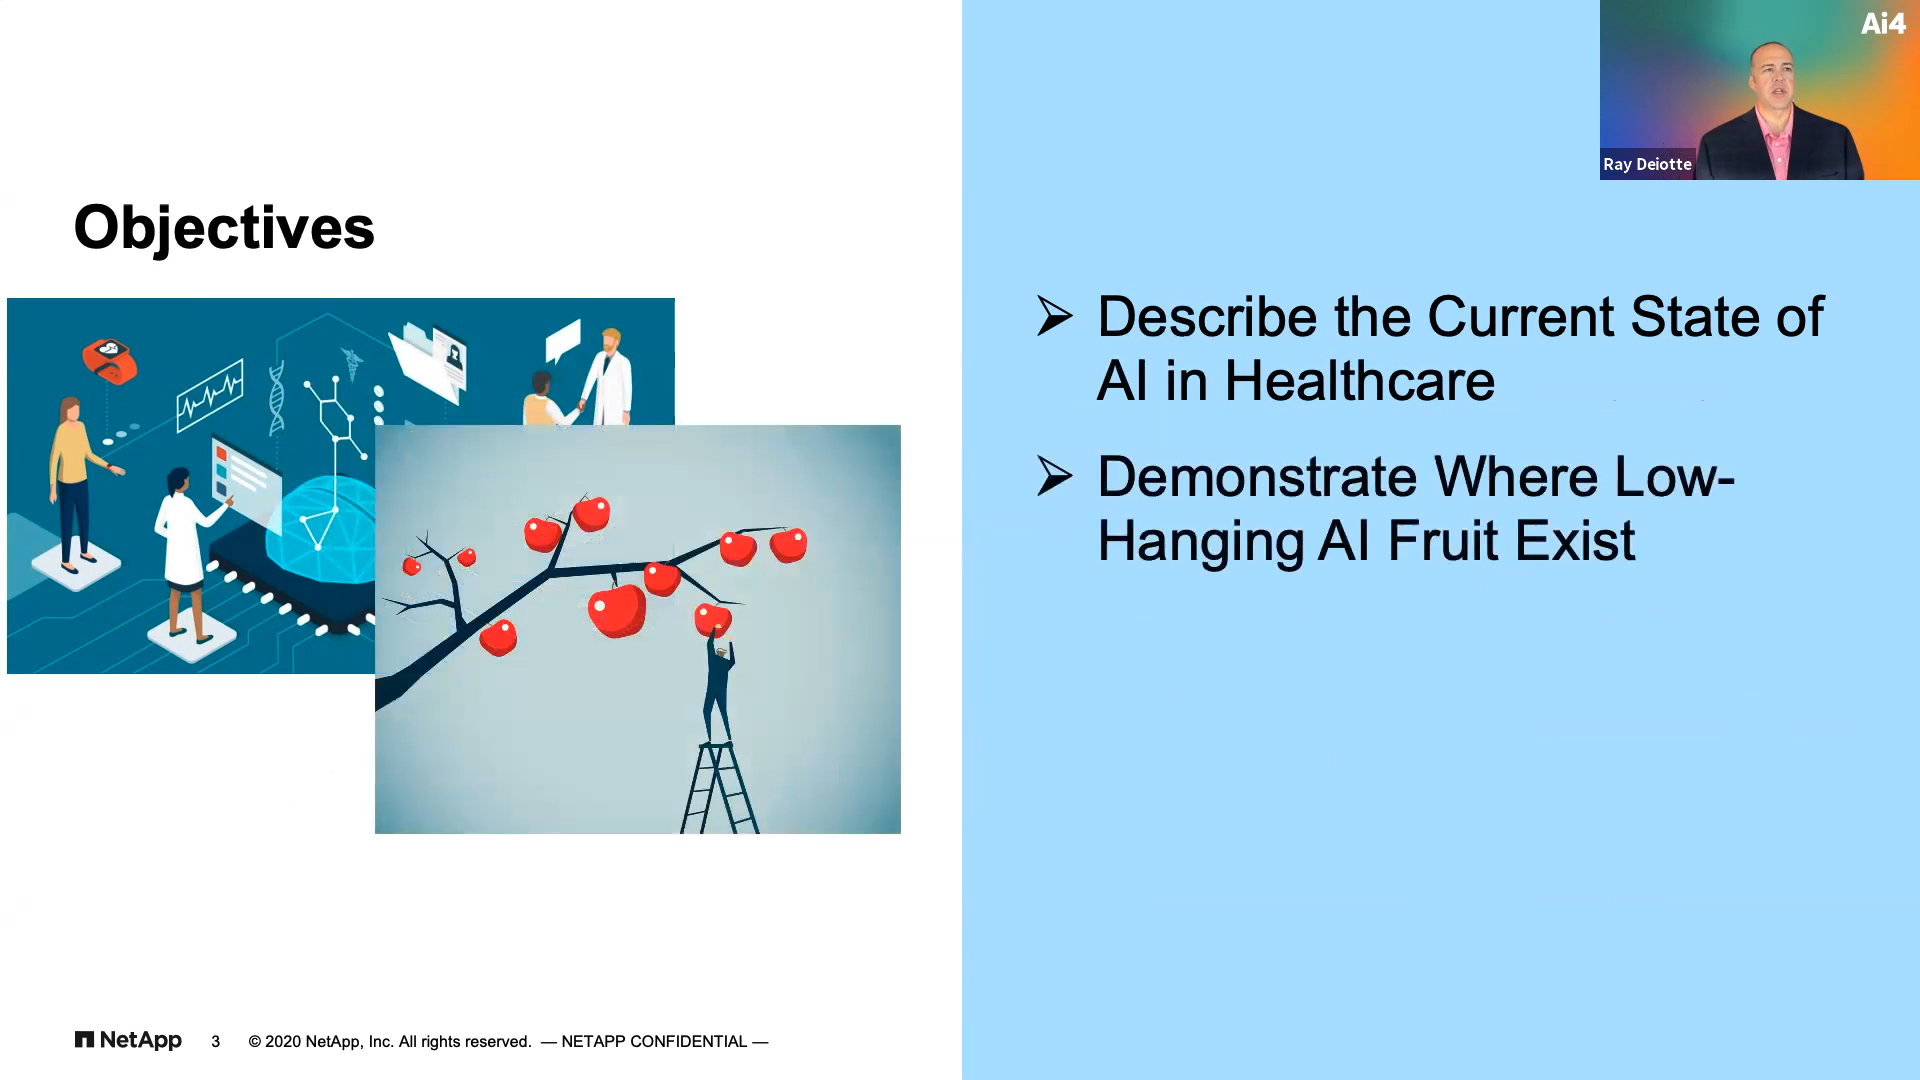 Ai4
Ray Deiotte
Objectives
➢ Describe the Current State of
AI in Healthcare
➢ Demonstrate Where Low-
Hanging AI Fruit Exist
NetApp 3 © 2020 NetApp, Inc. All rights reserved. — NETAPP CONFIDENTIAL —